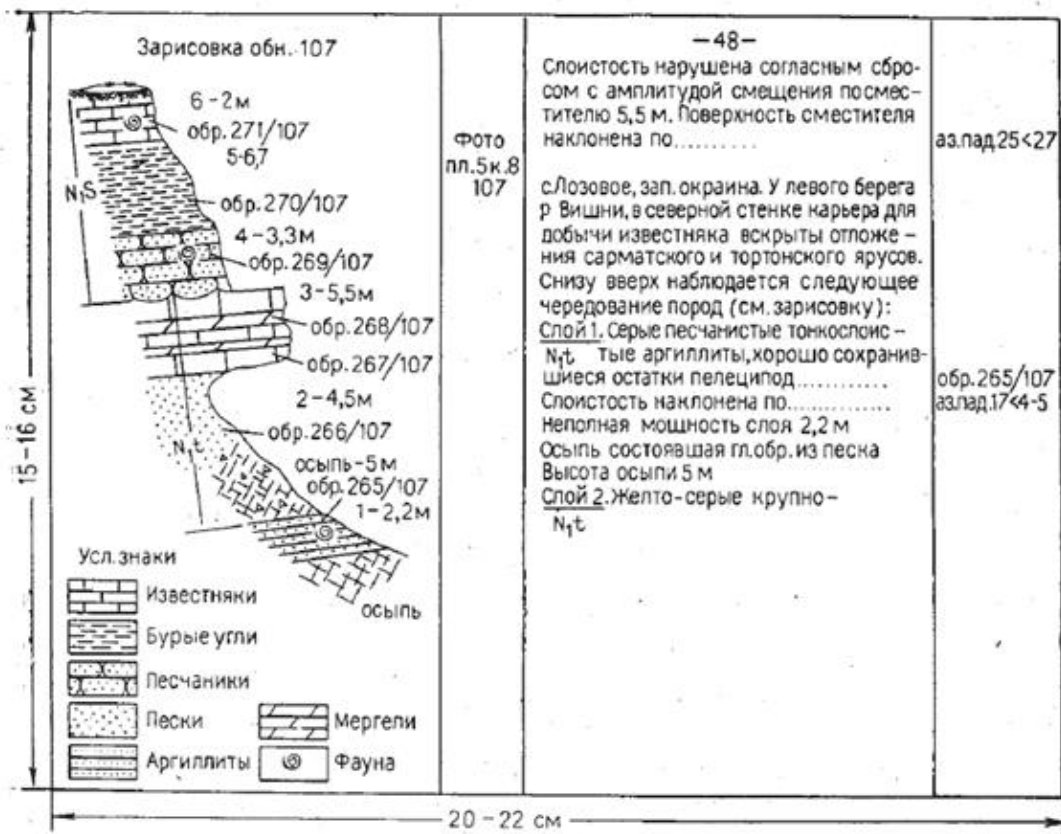 Зарисовка обн. 107
6-2м
обр. 271/107
5-6,7
N₁S
обр. 270/107
4-3,3м
обр. 269/107
3-5,5м
обр. 268/107
обр. 267/107
2-4,5м
обр. 266/107
N₁t
осыпь-5м
обр. 265/107
1-2,2м
осыпь
Усл. знаки
Известняки
Бурые угли
Песчаники
Пески
Аргиллиты
Мергели
Фауна
15-16 см
20-22 см
Фото
пл.5к.8
107
-48-
Слоистость нарушена согласным сбро-
сом с амплитудой смещения по смес-
тителю 5,5 м. Поверхность сместителя
наклонена по..........
аз.пад.25<27
с.Лозовое, зап. окраина. У левого берега
р Вишни, в северной стенке карьера для
добычи известняка вскрыты отложе-
ния сарматского и тортонского ярусов.
Снизу вверх наблюдается следующее
чередование пород (см. зарисовку):
Слой 1. Серые песчанистые тонкослоис-
N₁t тые аргиллиты, хорошо сохранив-
шиеся остатки пелеципод............
обр. 265/107
Слоистость наклонена по.............
аз.пад.17<4-5
Неполная мощность слоя 2,2 м
Осыпь состоявшая гл.обр. из песка
Высота осыпи 5 м
Слой 2. Желто-серые крупно-
N₁t